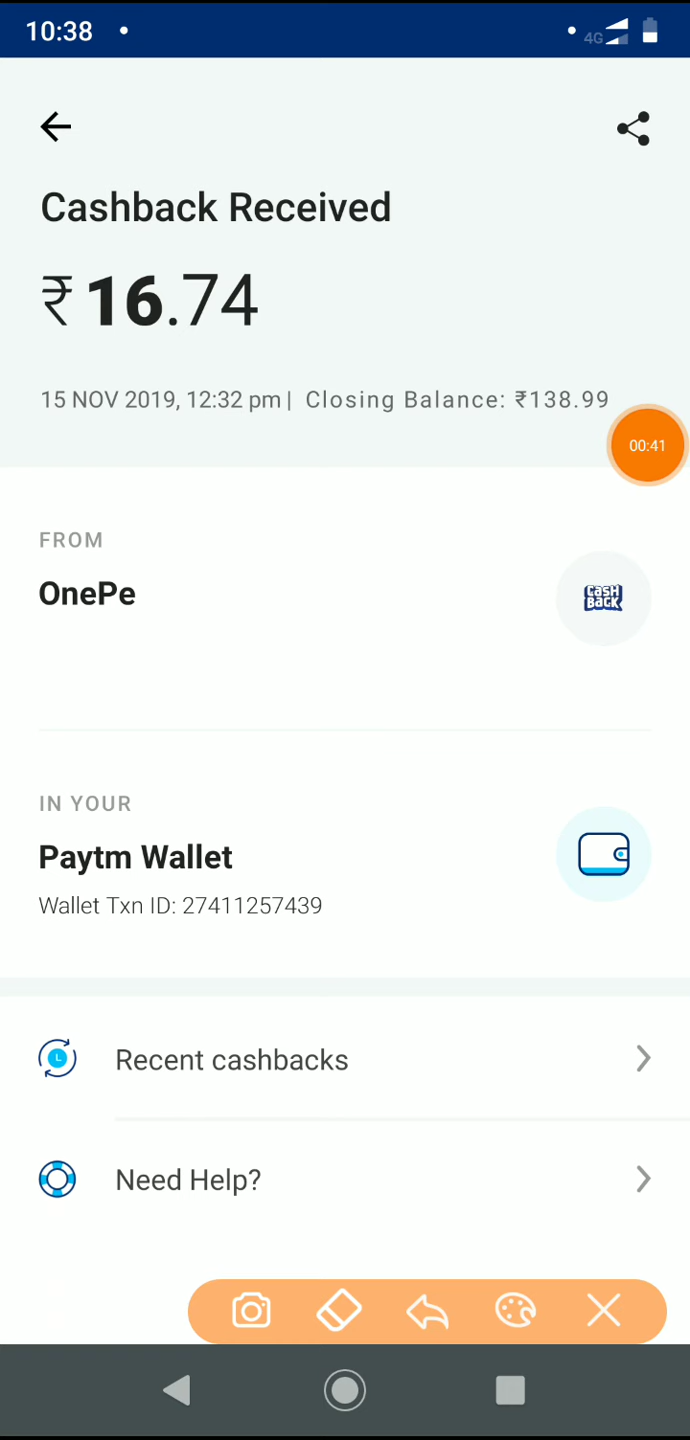 10:38
4G
Cashback Received
₹16.74
15 NOV 2019, 12:32 pm | Closing Balance: ₹138.99
00:41
FROM
OnePe
CASH
BACK
IN YOUR
Paytm Wallet
Wallet Txn ID: 27411257439
Recent cashbacks
Need Help?